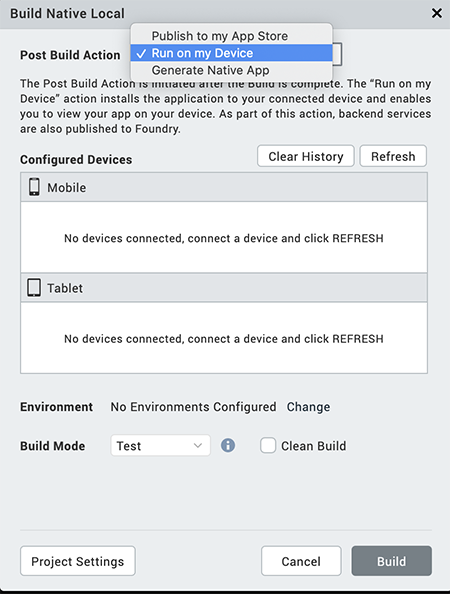 Build Native Local
Publish to my App Store
Post Build Action ✓ Run on my Device
Generate Native App
The Post Build Action is initiated after the Build is complete. The “Run on my
Device” action installs the application to your connected device and enables
you to view your app on your device. As part of this action, backend services
are also published to Foundry.
Configured Devices Clear History Refresh
Mobile
No devices connected, connect a device and click REFRESH
Tablet
No devices connected, connect a device and click REFRESH
Environment No Environments Configured Change
Build Mode Test Clean Build
Project Settings Cancel Build